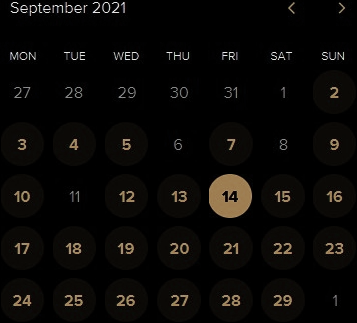 September 2021
MON TUE WED THU FRI SAT SUN
27 28 29 30 31 1 2
3 4 5 6 7 8 9
10 11 12 13 14 15 16
17 18 19 20 21 22 23
24 25 26 27 28 29 1